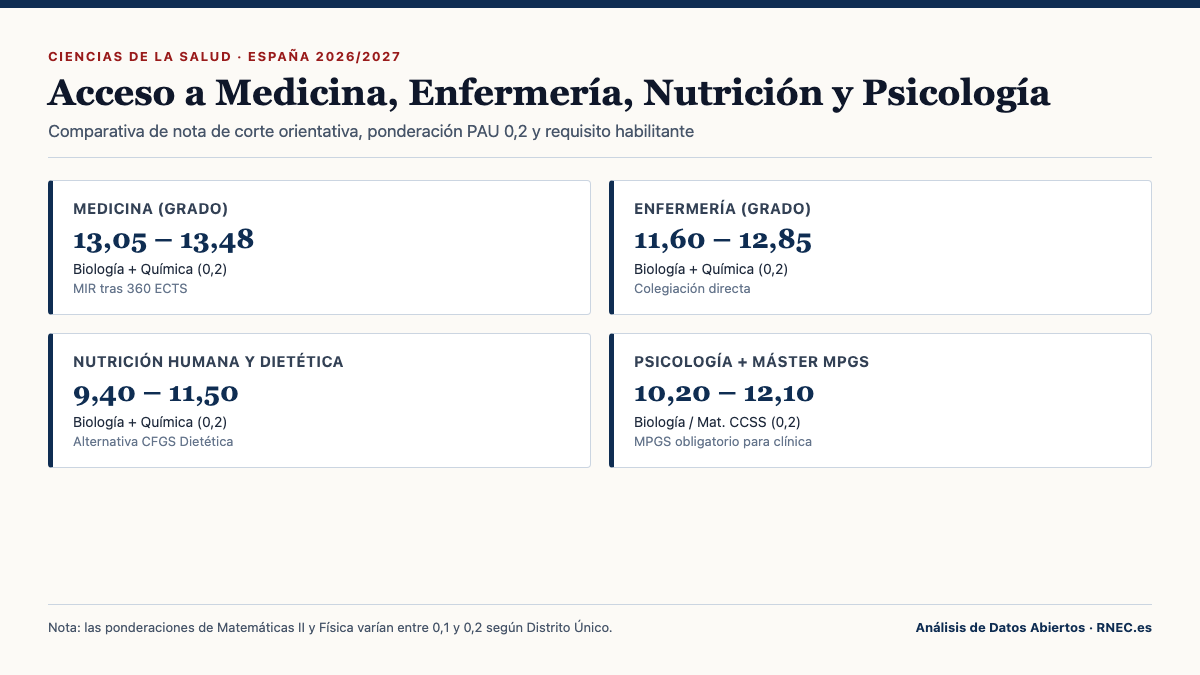 CIENCIAS DE LA SALUD · ESPAÑA 2026/2027
Acceso a Medicina, Enfermería, Nutrición y Psicología
Comparativa de nota de corte orientativa, ponderación PAU 0,2 y requisito habilitante
MEDICINA (GRADO)
13,05 – 13,48
Biología + Química (0,2)
MIR tras 360 ECTS
ENFERMERÍA (GRADO)
11,60 – 12,85
Biología + Química (0,2)
Colegiación directa
NUTRICIÓN HUMANA Y DIETÉTICA
9,40 – 11,50
Biología + Química (0,2)
Alternativa CFGS Dietética
PSICOLOGÍA + MÁSTER MPGS
10,20 – 12,10
Biología / Mat. CCSS (0,2)
MPGS obligatorio para clínica
Nota: las ponderaciones de Matemáticas II y Física varían entre 0,1 y 0,2 según Distrito Único.
Análisis de Datos Abiertos · RNEC.es